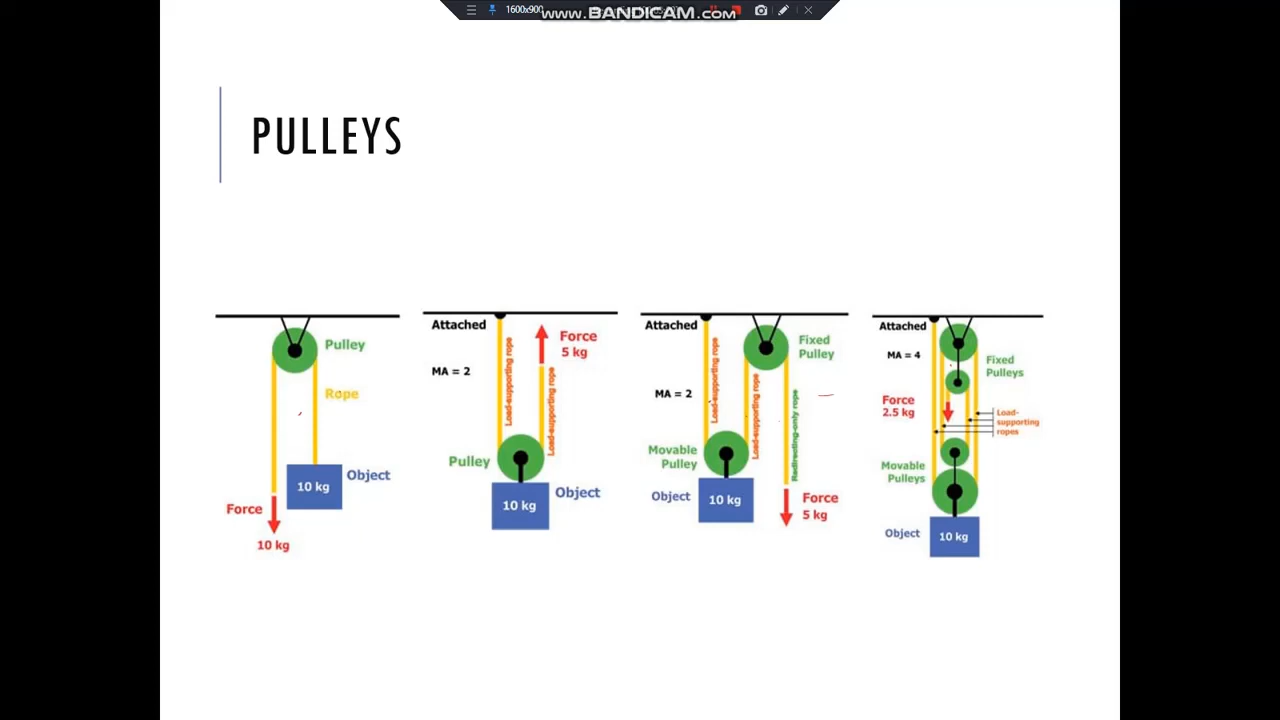 1600x900
www.BANDICAM.com
PULLEYS
Pulley
Rope
Object
10 kg
Force
10 kg
Attached
Force
5 kg
MA = 2
Load-supporting rope
Load-supporting rope
Pulley
Object
10 kg
Attached
Fixed
Pulley
MA = 2
Load-supporting rope
Load-supporting rope
Redirecting-only rope
Movable
Pulley
Object
10 kg
Force
5 kg
Attached
MA = 4
Fixed
Pulleys
Force
2.5 kg
Load-
supporting
ropes
Movable
Pulleys
Object
10 kg